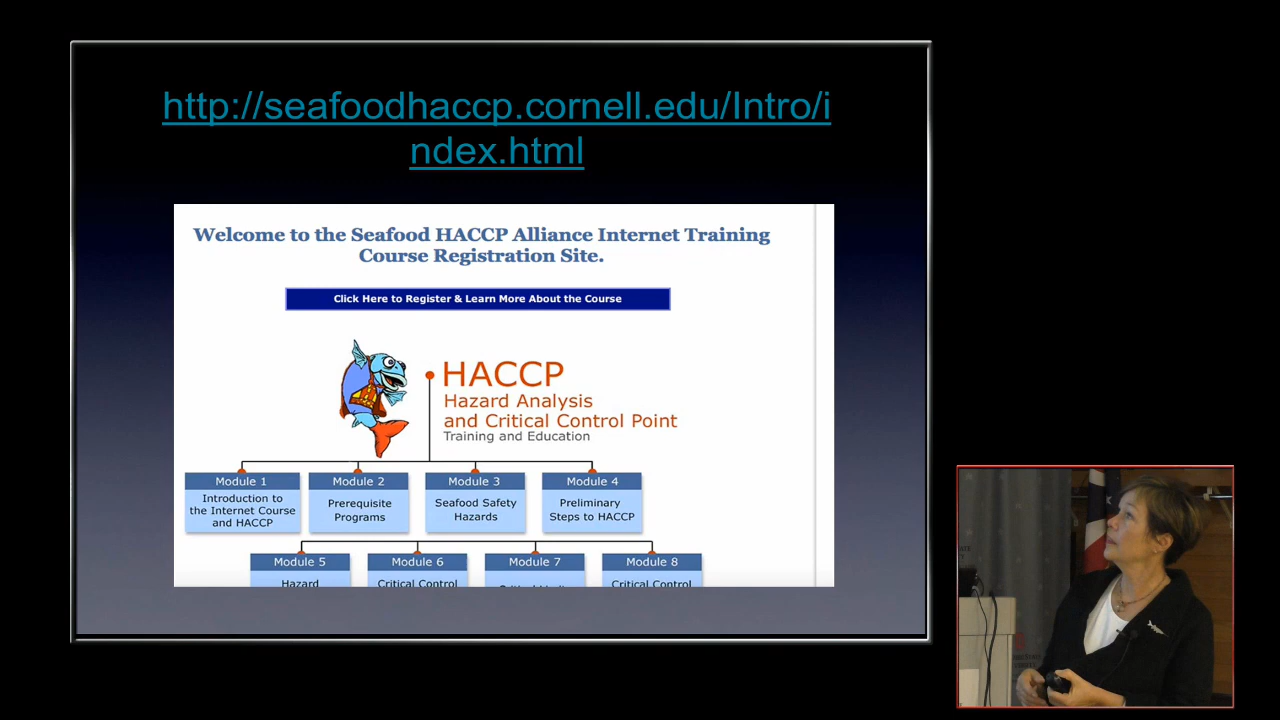 http://seafoodhaccp.cornell.edu/Intro/i
ndex.html
Welcome to the Seafood HACCP Alliance Internet Training
Course Registration Site.
Click Here to Register & Learn More About the Course
HACCP
Hazard Analysis
and Critical Control Point
Training and Education
Module 1
Introduction to
the Internet Course
and HACCP
Module 2
Prerequisite
Programs
Module 3
Seafood Safety
Hazards
Module 4
Preliminary
Steps to HACCP
Module 5
Hazard
Module 6
Critical Control
Module 7
Module 8
Critical Control